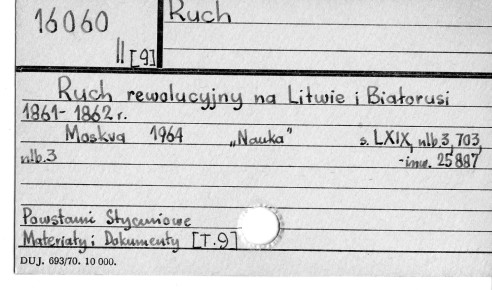 16060
II [9]
Ruch
Ruch rewolucyjny na Litwie i Białorusi
1861-1862 r.
Moskva 1964 „Nauka" s. LXIX, nlb.3, 703,
nlb.3 -inw. 25887
Powstanie Styczniowe
Materiały i Dokumenty [T.9]
DUJ. 693/70. 10 000.